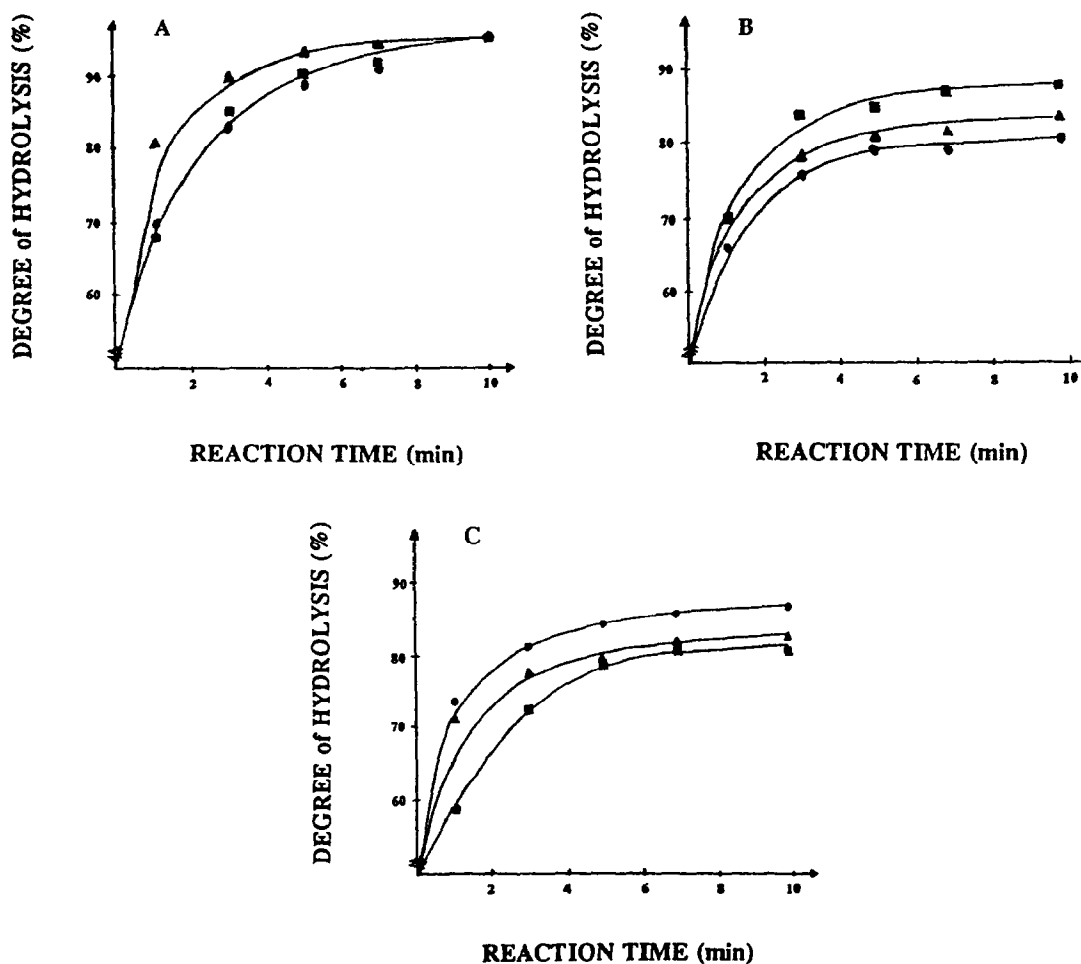 A
DEGREE of HYDROLYSIS (%)
90
80
70
60
2 4 6 8 10
REACTION TIME (min)
B
DEGREE of HYDROLYSIS (%)
90
80
70
60
2 4 6 8 10
REACTION TIME (min)
C
DEGREE of HYDROLYSIS (%)
90
80
70
60
2 4 6 8 10
REACTION TIME (min)